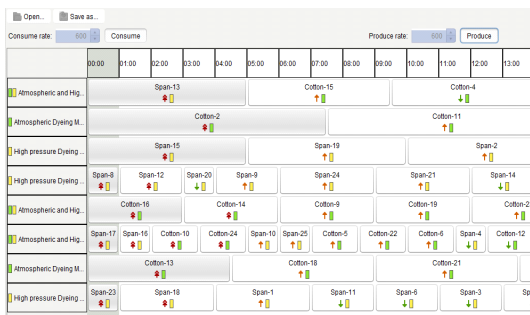 Open... Save as...
Consume rate: 600 Consume Produce rate: 600 Produce
00:00 01:00 02:00 03:00 04:00 05:00 06:00 07:00 08:00 09:00 10:00 11:00 12:00 13:00
Atmospheric and Hig... Span-13 Cotton-15 Cotton-4
Atmospheric Dyeing M... Cotton-2 Cotton-11
High pressure Dyeing ... Span-15 Span-19 Span-2
High pressure Dyeing ... Span-8 Span-12 Span-20 Span-9 Span-24 Span-21 Span-14
Atmospheric and Hig... Cotton-16 Cotton-14 Cotton-9 Cotton-19 Cotton-2
Atmospheric and Hig... Span-17 Span-16 Cotton-10 Cotton-24 Span-10 Span-25 Cotton-5 Cotton-22 Cotton-6 Span-4 Cotton-12
Atmospheric Dyeing M... Cotton-13 Cotton-18 Cotton-21
High pressure Dyeing ... Span-23 Span-18 Span-1 Span-11 Span-6 Span-3 Sp